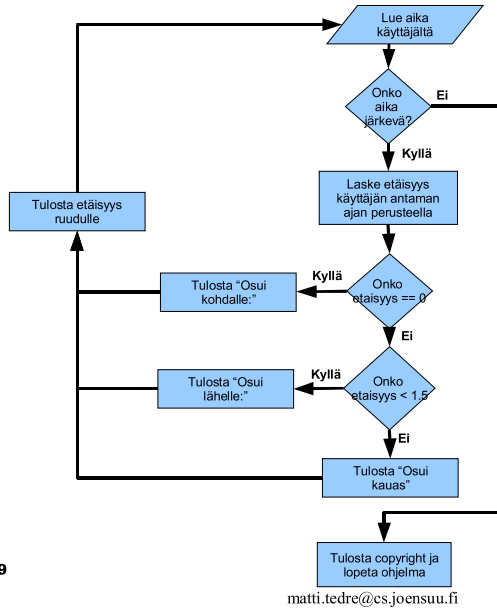 Lue aika
käyttäjältä
Onko
aika
järkevä?
Ei
Kyllä
Laske etäisyys
käyttäjän antaman
ajan perusteella
Tulosta etäisyys
ruudulle
Onko
etaisyys == 0
Kyllä
Tulosta “Osui
kohdalle:”
Ei
Onko
etaisyys < 1.5
Kyllä
Tulosta “Osui
lähelle:”
Ei
Tulosta “Osui
kauas”
Tulosta copyright ja
lopeta ohjelma
9
matti.tedre@cs.joensuu.fi